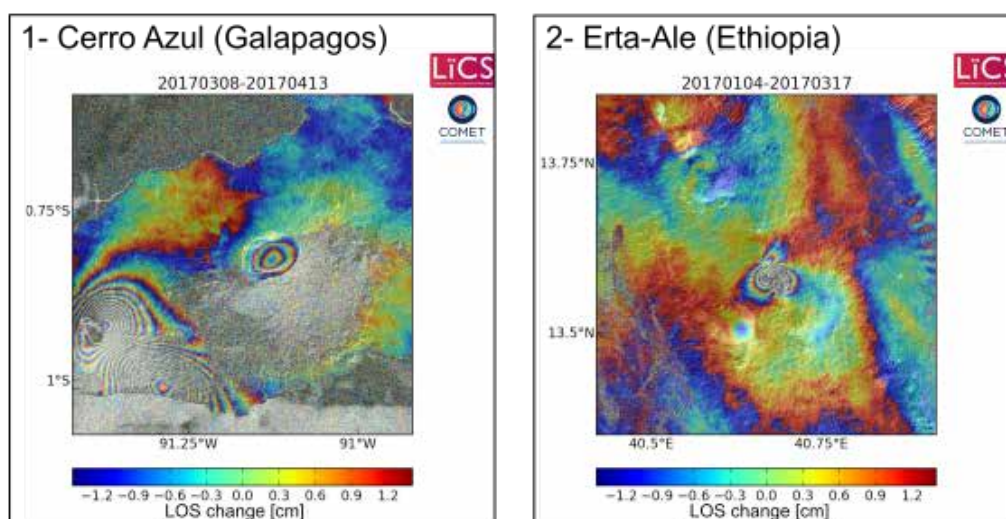 1- Cerro Azul (Galapagos)
LiCS
COMET
20170308-20170413
0.75°S
1°S
91.25°W 91°W
−1.2 −0.9 −0.6 −0.3 0.0 0.3 0.6 0.9 1.2
LOS change [cm]
2- Erta-Ale (Ethiopia)
LiCS
COMET
20170104-20170317
13.75°N
13.5°N
40.5°E 40.75°E
−1.2 −0.9 −0.6 −0.3 0.0 0.3 0.6 0.9 1.2
LOS change [cm]